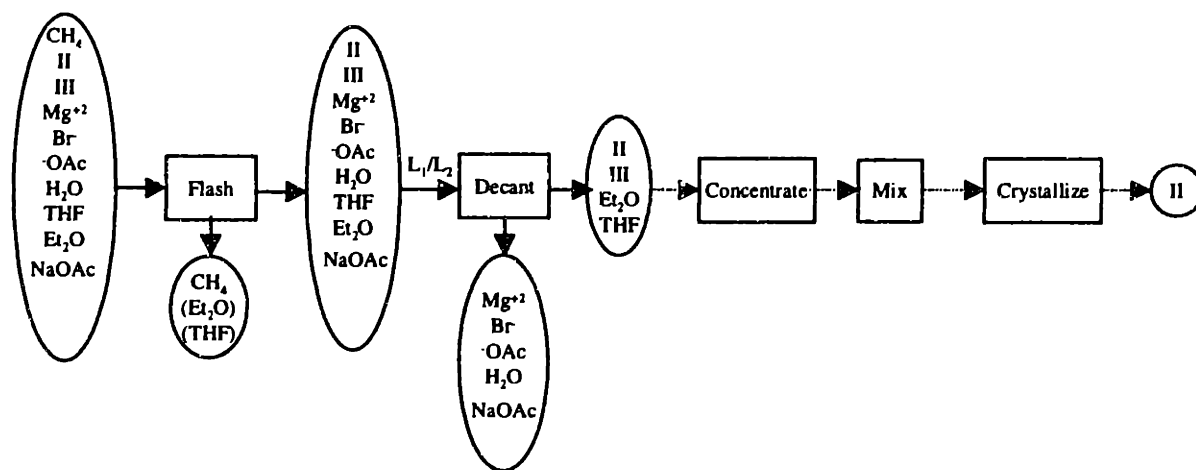 CH₄
II
III
Mg⁺²
Br⁻
⁻OAc
H₂O
THF
Et₂O
NaOAc
Flash
CH₄
(Et₂O)
(THF)
II
III
Mg⁺²
Br⁻
⁻OAc
H₂O
THF
Et₂O
NaOAc
L₁/L₂
Decant
Mg⁺²
Br⁻
⁻OAc
H₂O
NaOAc
II
III
Et₂O
THF
Concentrate
Mix
Crystallize
II